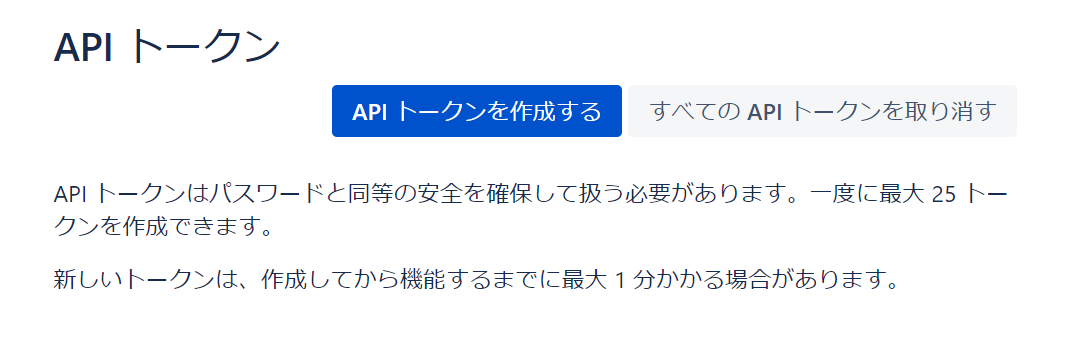 API トークン
API トークンを作成する すべての API トークンを取り消す
API トークンはパスワードと同等の安全を確保して扱う必要があります。一度に最大 25 トー
クンを作成できます。
新しいトークンは、作成してから機能するまでに最大 1 分かかる場合があります。